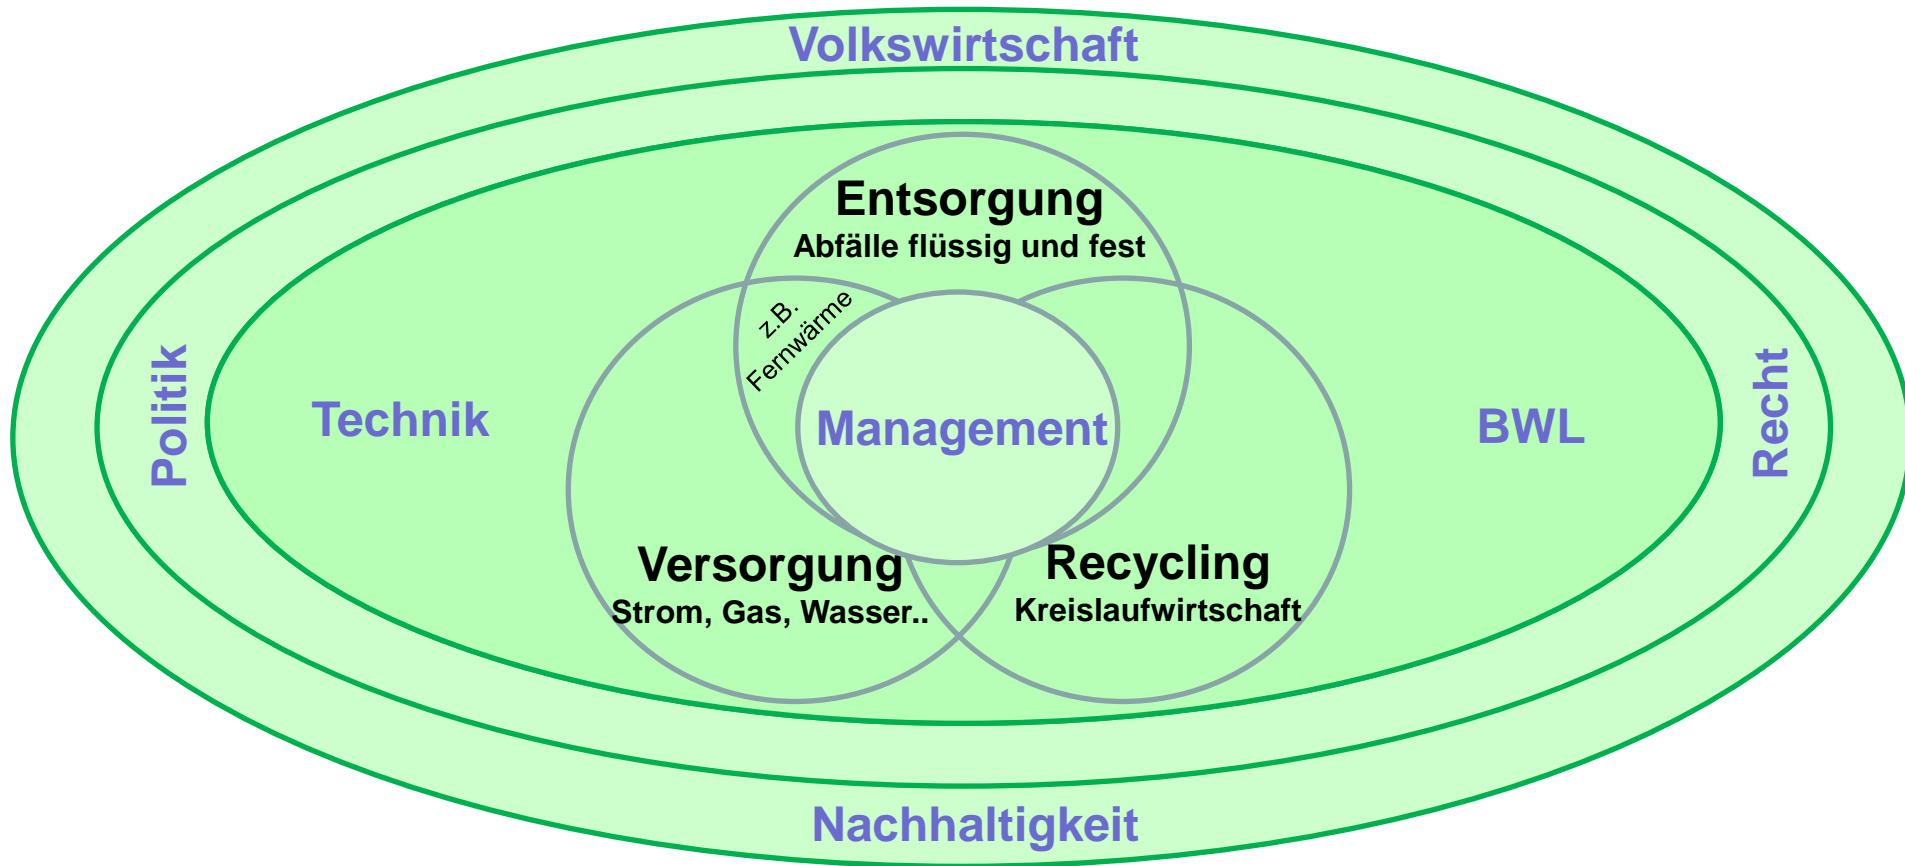 Volkswirtschaft
Entsorgung
Abfälle flüssig und fest
z.B.
Fernwärme
Politik
Technik
Management
BWL
Recht
Versorgung
Strom, Gas, Wasser..
Recycling
Kreislaufwirtschaft
Nachhaltigkeit